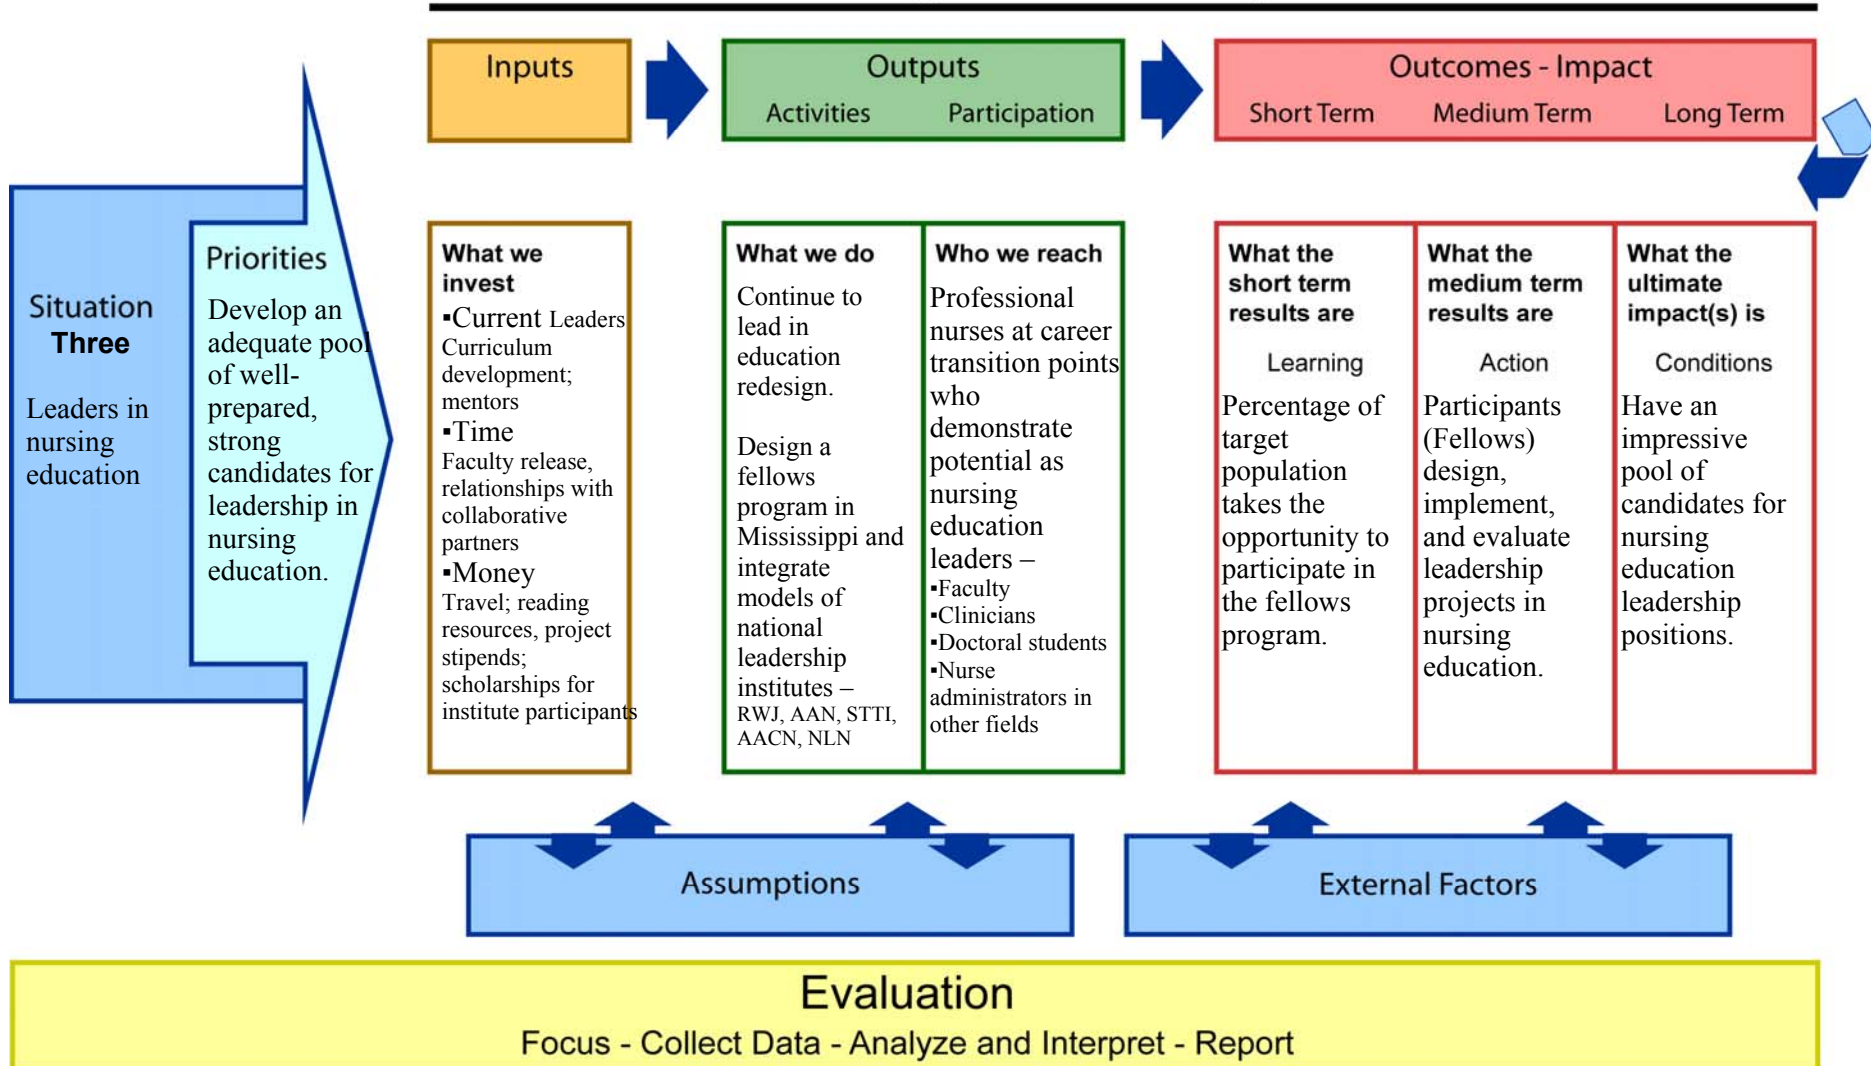 Inputs
Outputs
Activities
Participation
Outcomes - Impact
Short Term
Medium Term
Long Term
Situation
Three
Leaders in
nursing
education
Priorities
Develop an
adequate pool
of well-
prepared,
strong
candidates for
leadership in
nursing
education.
What we
invest
▪Current Leaders
Curriculum
development;
mentors
▪Time
Faculty release,
relationships with
collaborative
partners
▪Money
Travel; reading
resources, project
stipends;
scholarships for
institute participants
What we do
Continue to
lead in
education
redesign.
Design a
fellows
program in
Mississippi and
integrate
models of
national
leadership
institutes –
RWJ, AAN, STTI,
AACN, NLN
Who we reach
Professional
nurses at career
transition points
who
demonstrate
potential as
nursing
education
leaders –
▪Faculty
▪Clinicians
▪Doctoral students
▪Nurse
administrators in
other fields
What the
short term
results are
Learning
Percentage of
target
population
takes the
opportunity to
participate in
the fellows
program.
What the
medium term
results are
Action
Participants
(Fellows)
design,
implement,
and evaluate
leadership
projects in
nursing
education.
What the
ultimate
impact(s) is
Conditions
Have an
impressive
pool of
candidates for
nursing
education
leadership
positions.
Assumptions
External Factors
Evaluation
Focus - Collect Data - Analyze and Interpret - Report